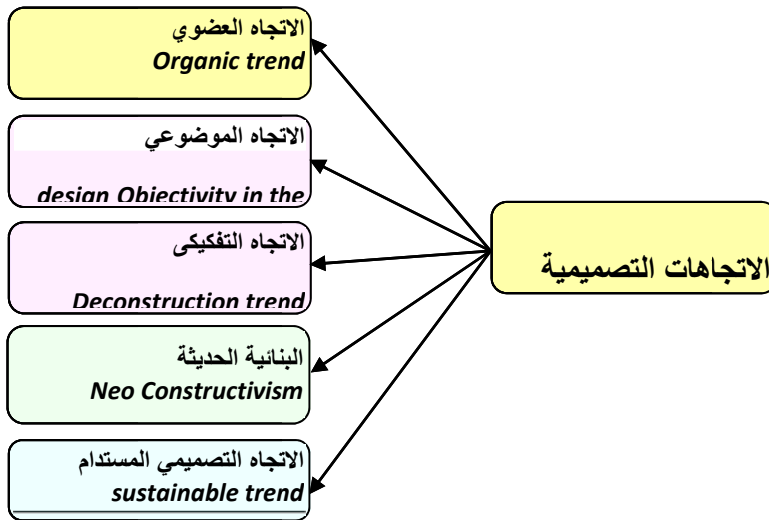 الاتجاهات التصميمية
الاتجاه العضوي
Organic trend
الاتجاه الموضوعي
design Objectivity in the
الاتجاه التفكيكى
Deconstruction trend
البنائية الحديثة
Neo Constructivism
الاتجاه التصميمي المستدام
sustainable trend